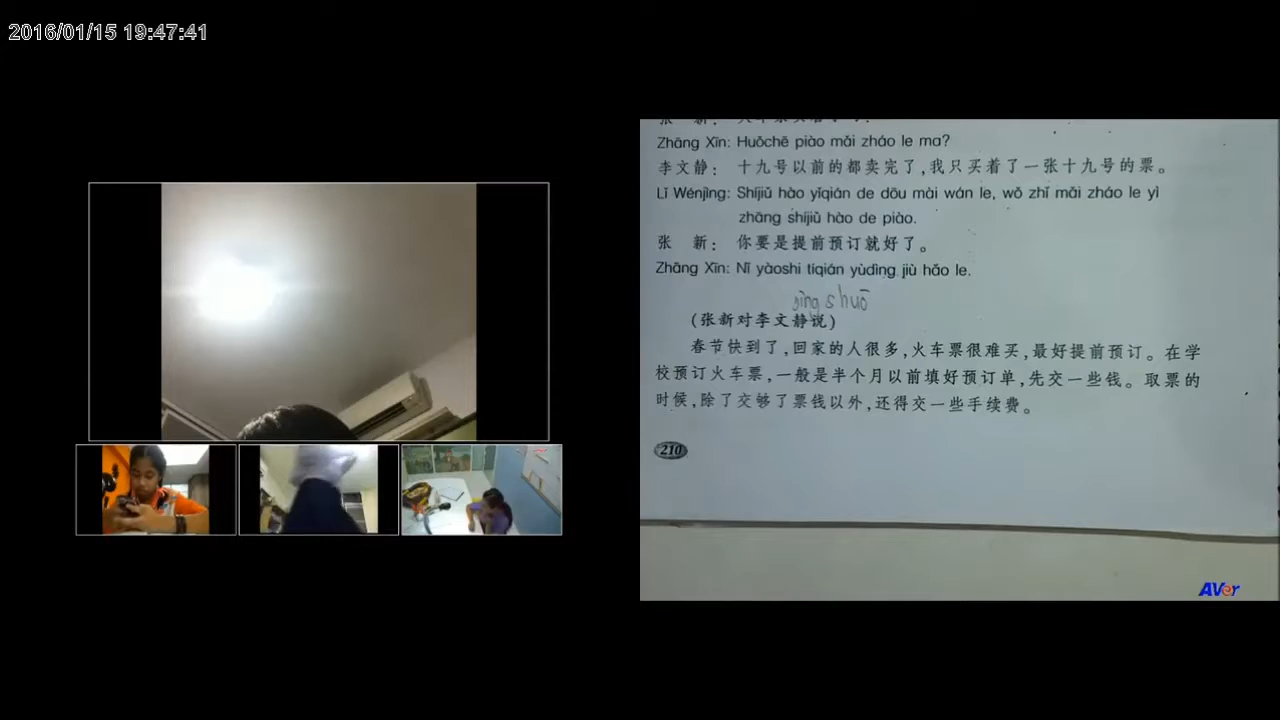 2016/01/15 19:47:41
Zhāng Xīn: Huǒchē piào mǎi zháo le ma?
李文静: 十九号以前的都卖完了,我只买着了一张十九号的票。
Lǐ Wénjìng: Shíjiǔ hào yǐqián de dōu mài wán le, wǒ zhǐ mǎi zháo le yì
zhāng shíjiǔ hào de piào.
张 新: 你要是提前预订就好了。
Zhāng Xīn: Nǐ yàoshi tíqián yùdìng jiù hǎo le.
jìng shuō
(张新对李文静说)
春节快到了,回家的人很多,火车票很难买,最好提前预订。在学
校预订火车票,一般是半个月以前填好预订单,先交一些钱。取票的
时候,除了交够了票钱以外,还得交一些手续费。
210
AVer